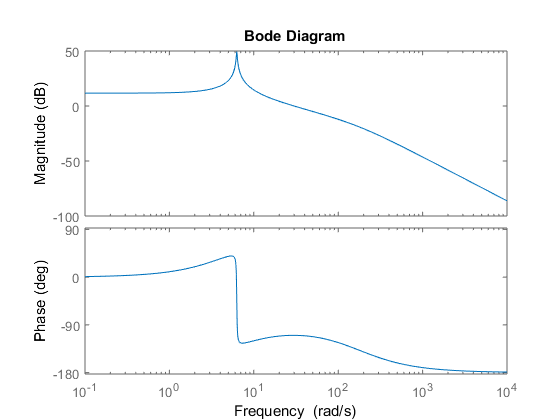 Bode Diagram
50
0
-50
-100
Magnitude (dB)
90
0
-90
-180
Phase (deg)
10^-1 10^0 10^1 10^2 10^3 10^4
Frequency (rad/s)